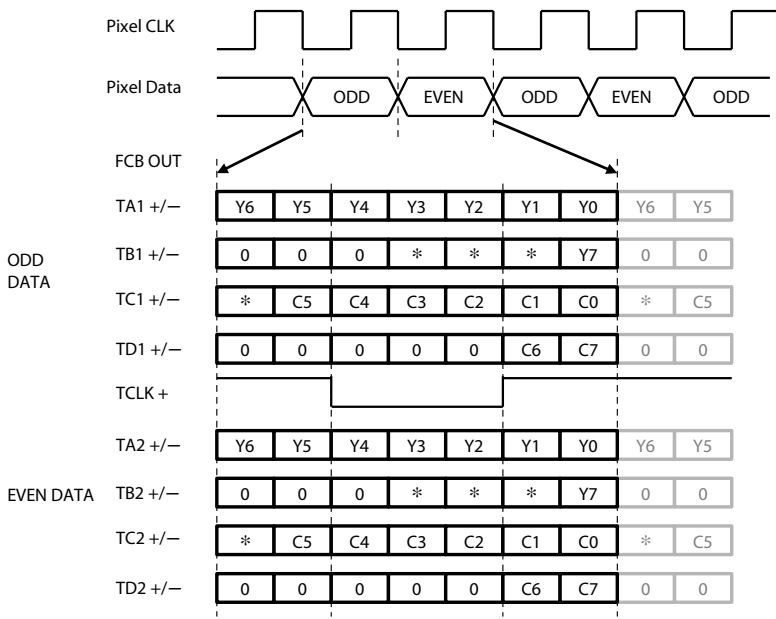 Pixel CLK
Pixel Data ODD EVEN ODD EVEN ODD
FCB OUT
TA1 +/− Y6 Y5 Y4 Y3 Y2 Y1 Y0 Y6 Y5
ODD DATA
TB1 +/− 0 0 0 * * * Y7 0 0
TC1 +/− * C5 C4 C3 C2 C1 C0 * C5
TD1 +/− 0 0 0 0 0 C6 C7 0 0
TCLK +
TA2 +/− Y6 Y5 Y4 Y3 Y2 Y1 Y0 Y6 Y5
EVEN DATA TB2 +/− 0 0 0 * * * Y7 0 0
TC2 +/− * C5 C4 C3 C2 C1 C0 * C5
TD2 +/− 0 0 0 0 0 C6 C7 0 0